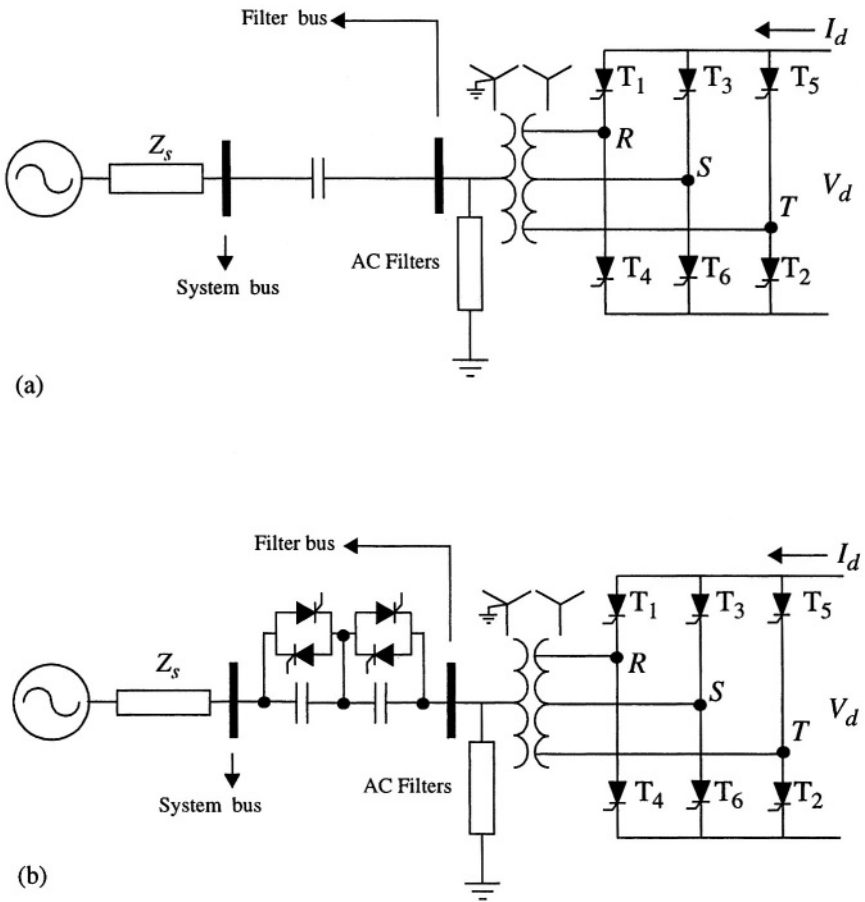 Filter bus
I_d
T_1
T_3
T_5
Z_s
R
S
V_d
T
AC Filters
T_4
T_6
T_2
System bus
(a)
Filter bus
I_d
T_1
T_3
T_5
Z_s
R
S
V_d
T
AC Filters
T_4
T_6
T_2
System bus
(b)